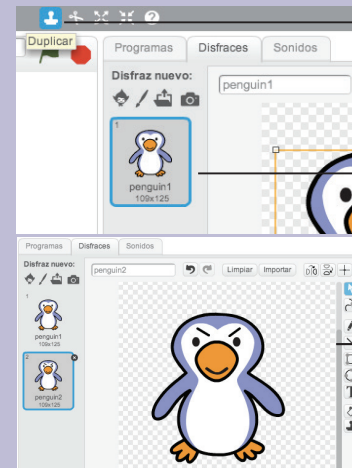 Duplicar
Programas Disfraces Sonidos
Disfraz nuevo:
penguin1
1
penguin1
109x125
Programas Disfraces Sonidos
Disfraz nuevo:
penguin2 Limpiar Importar
1
penguin1
109x125
2
penguin2
109x125
T